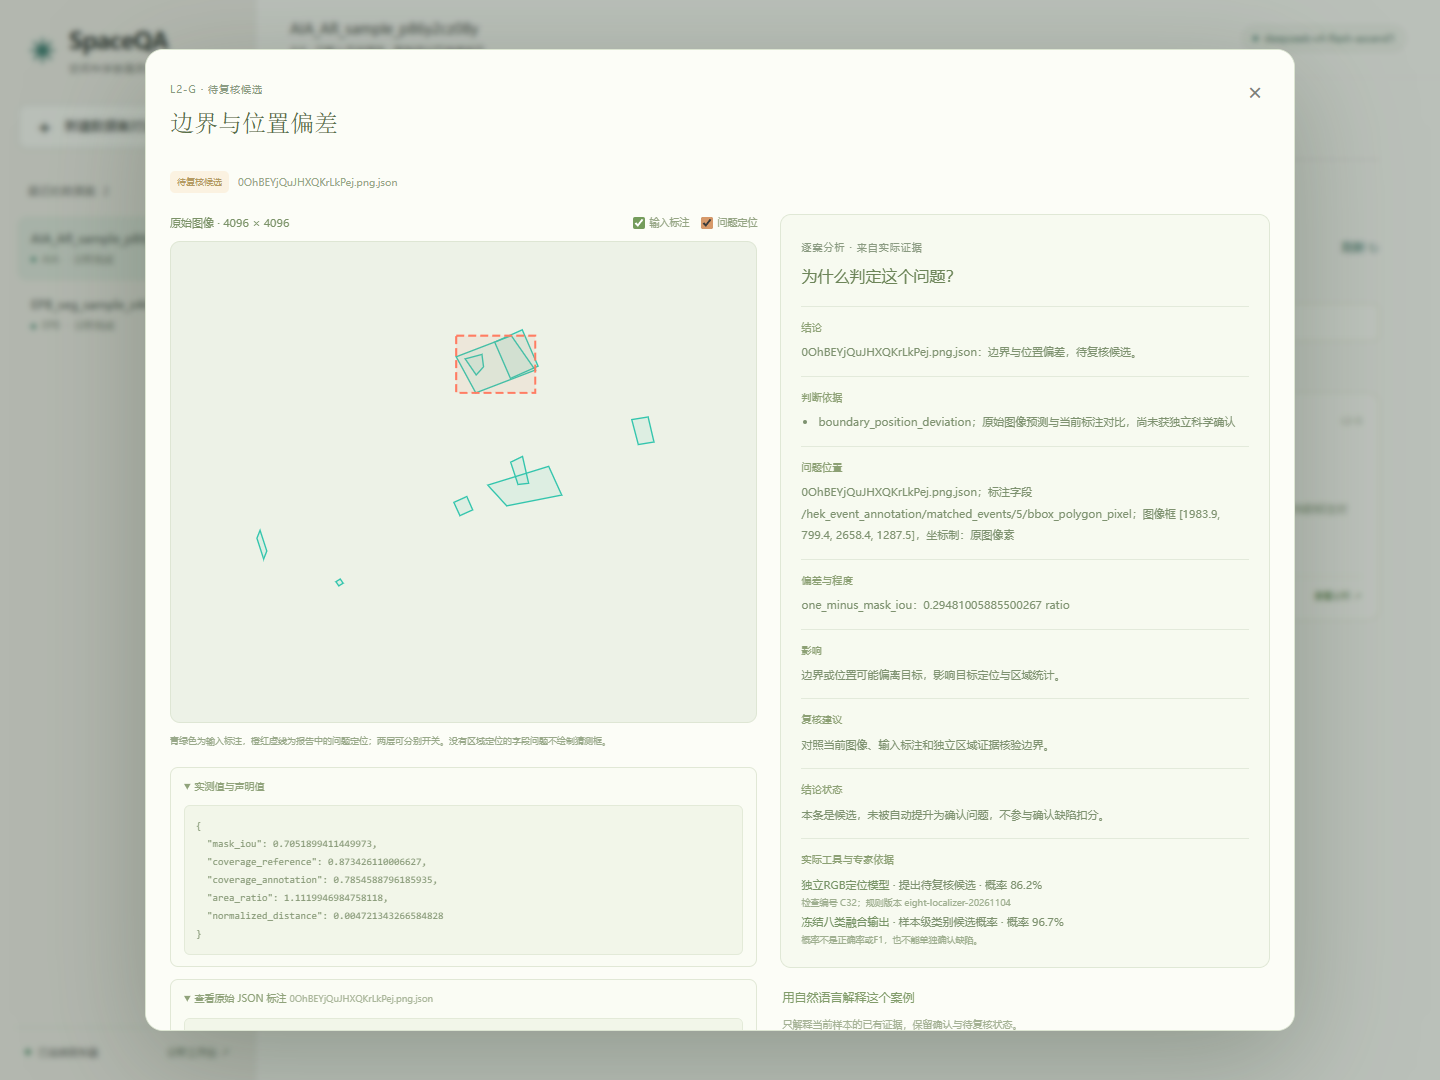 SpaceQA
L2-G · 待复核候选
边界与位置偏差
待复核候选 0OhBEYjQuJHXQKrLkPej.png.json
原始图像 · 4096 × 4096
输入标注 问题定位
青绿色为输入标注，橙红虚线为报告中的问题定位；两层可分别开关。没有区域定位的字段问题不绘制猜测框。
▼ 实测值与声明值
{
"mask_iou": 0.7051899411449973,
"coverage_reference": 0.873426110006627,
"coverage_annotation": 0.7854588796185935,
"area_ratio": 1.1119946984758118,
"normalized_distance": 0.004721343266584828
}
▼ 查看原始 JSON 标注 0OhBEYjQuJHXQKrLkPej.png.json
逐案分析 · 来自实际证据
为什么判定这个问题？
结论
0OhBEYjQuJHXQKrLkPej.png.json：边界与位置偏差，待复核候选。
判断依据
• boundary_position_deviation；原始图像预测与当前标注对比，尚未获独立科学确认
问题位置
0OhBEYjQuJHXQKrLkPej.png.json；标注字段
/hek_event_annotation/matched_events/5/bbox_polygon_pixel；图像框 [1983.9,
799.4, 2658.4, 1287.5]，坐标制：原图像素
偏差与程度
one_minus_mask_iou：0.29481005885500267 ratio
影响
边界或位置可能偏离目标，影响目标定位与区域统计。
复核建议
对照当前图像、输入标注和独立区域证据核验边界。
结论状态
本条是候选，未被自动提升为确认问题，不参与确认缺陷扣分。
实际工具与专家依据
独立RGB定位模型 · 提出待复核候选 · 概率 86.2%
检查编号 C32；规则版本 eight-localizer-20261104
冻结八类融合输出 · 样本级类别候选概率 · 概率 96.7%
概率不是正确率或F1，也不能单独确认缺陷。
用自然语言解释这个案例
只解释当前样本的已有证据，保留确认与待复核状态。